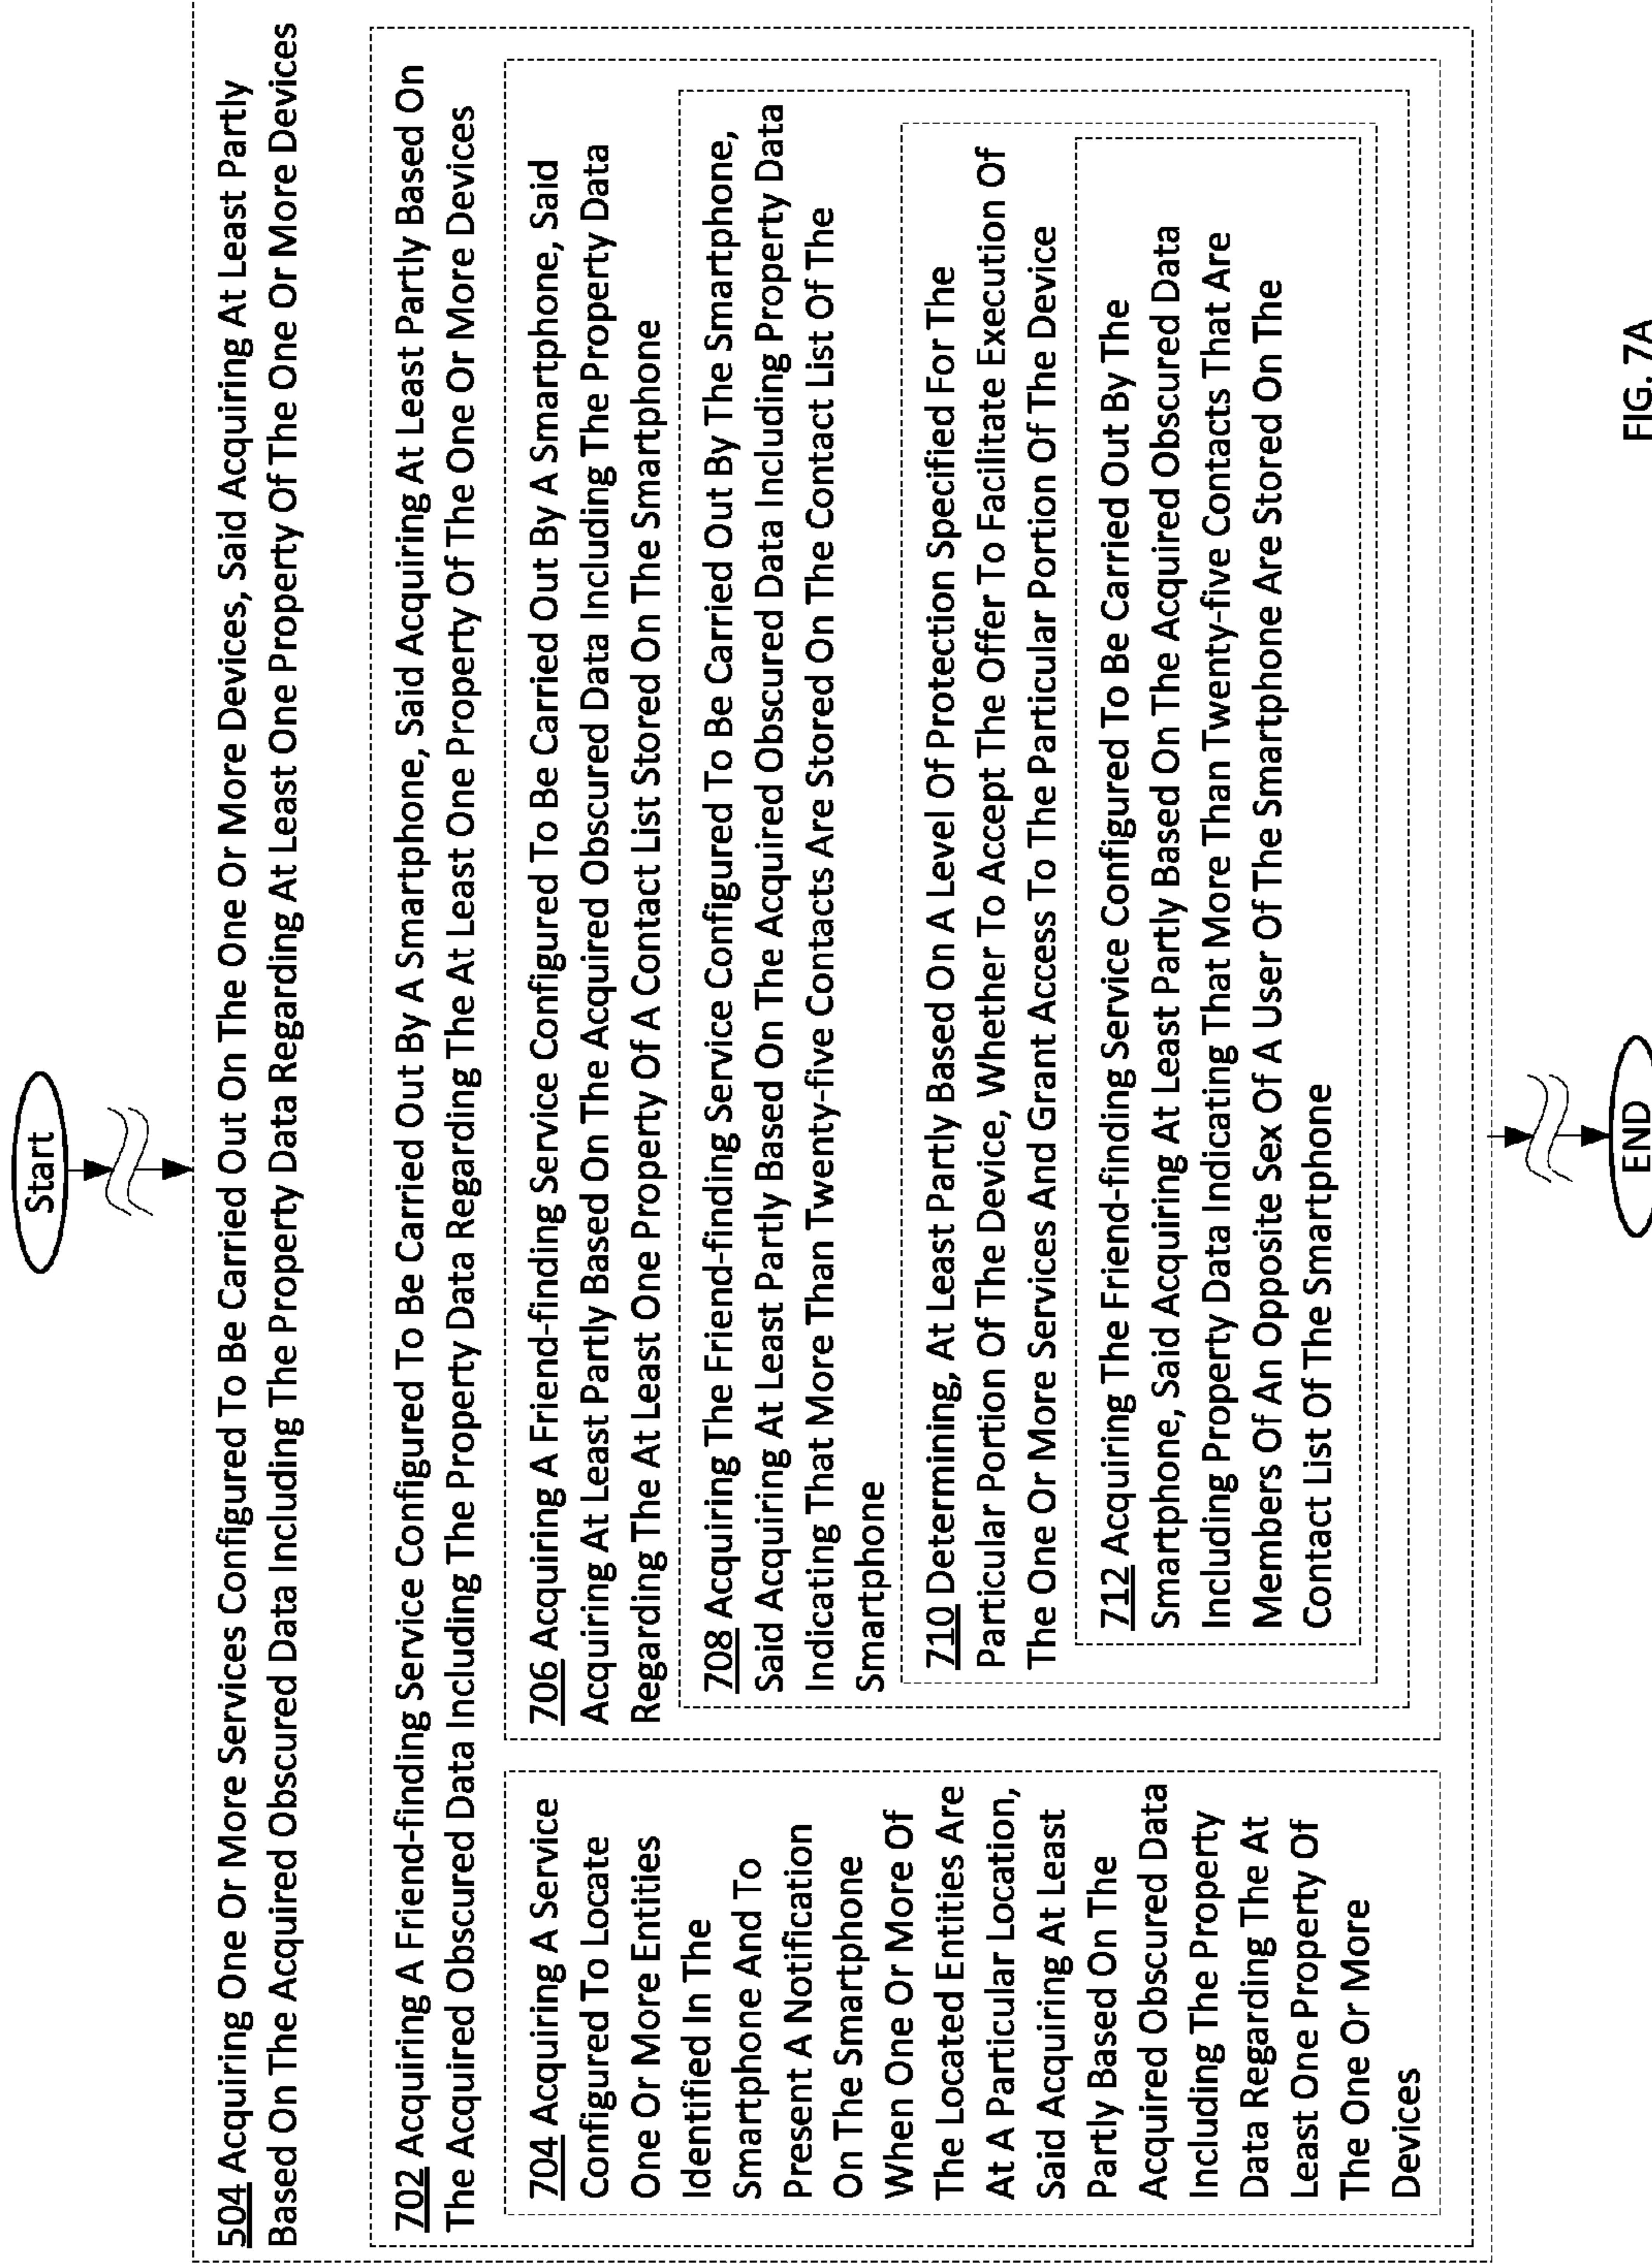 Start
504 Acquiring One Or More Services Configured To Be Carried Out On The One Or More Devices, Said Acquiring At Least Partly
Based On The Acquired Obscured Data Including The Property Data Regarding At Least One Property Of The One Or More Devices
702 Acquiring A Friend-finding Service Configured To Be Carried Out By A Smartphone, Said Acquiring At Least Partly Based On
The Acquired Obscured Data Including The Property Data Regarding The At Least One Property Of The One Or More Devices
704 Acquiring A Service
Configured To Locate
One Or More Entities
Identified In The
Smartphone And To
Present A Notification
On The Smartphone
When One Or More Of
The Located Entities Are
At A Particular Location,
Said Acquiring At Least
Partly Based On The
Acquired Obscured Data
Including The Property
Data Regarding The At
Least One Property Of
The One Or More
Devices
706 Acquiring A Friend-finding Service Configured To Be Carried Out By A Smartphone, Said
Acquiring At Least Partly Based On The Acquired Obscured Data Including The Property Data
Regarding The At Least One Property Of A Contact List Stored On The Smartphone
708 Acquiring The Friend-finding Service Configured To Be Carried Out By The Smartphone,
Said Acquiring At Least Partly Based On The Acquired Obscured Data Including Property Data
Indicating That More Than Twenty-five Contacts Are Stored On The Contact List Of The
Smartphone
710 Determining, At Least Partly Based On A Level Of Protection Specified For The
Particular Portion Of The Device, Whether To Accept The Offer To Facilitate Execution Of
The One Or More Services And Grant Access To The Particular Portion Of The Device
712 Acquiring The Friend-finding Service Configured To Be Carried Out By The
Smartphone, Said Acquiring At Least Partly Based On The Acquired Obscured Data
Including Property Data Indicating That More Than Twenty-five Contacts That Are
Members Of An Opposite Sex Of A User Of The Smartphone Are Stored On The
Contact List Of The Smartphone
END
FIG. 7A